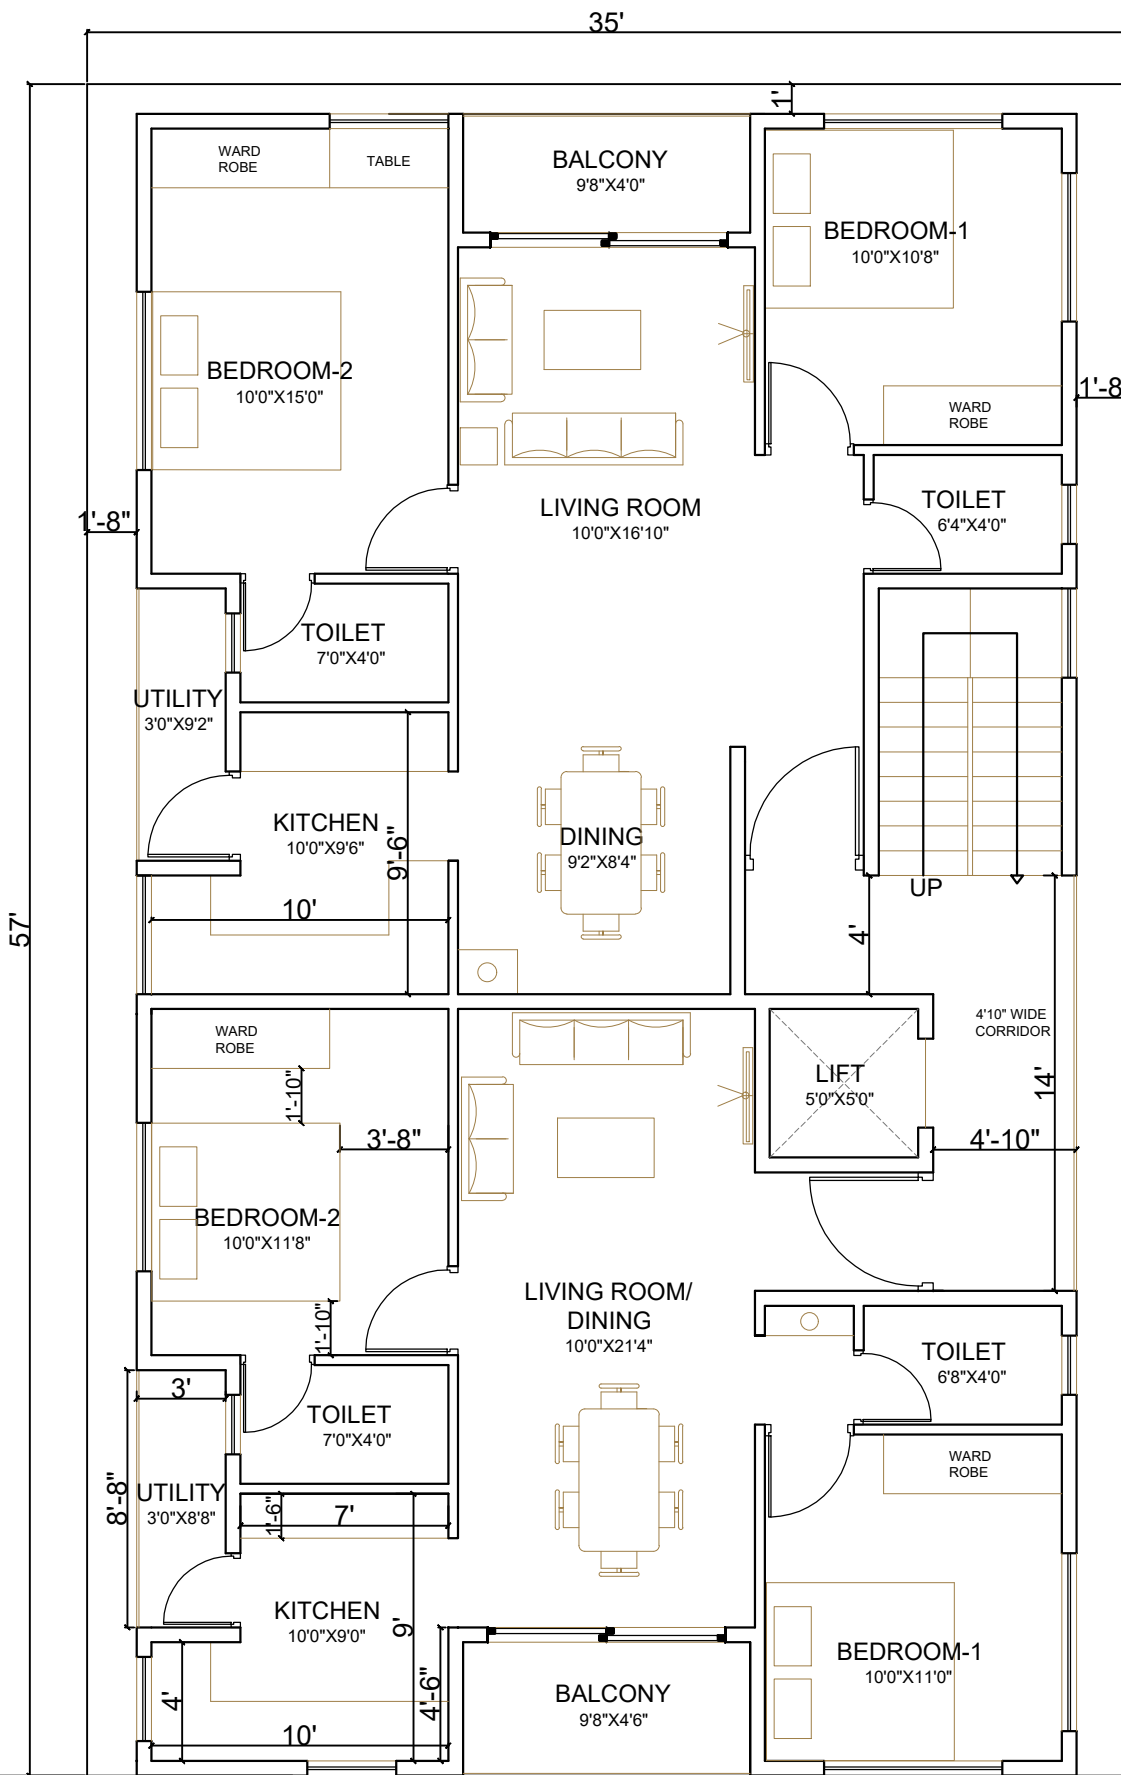 35'
1'
WARD
ROBE
TABLE
BALCONY
9'8"X4'0"
BEDROOM-1
10'0"X10'8"
BEDROOM-2
10'0"X15'0"
1'-8
WARD
ROBE
LIVING ROOM
10'0"X16'10"
TOILET
6'4"X4'0"
1'-8"
TOILET
7'0"X4'0"
UTILITY
3'0"X9'2"
KITCHEN
10'0"X9'6"
9'-6"
DINING
9'2"X8'4"
UP
10'
57'
4'
4'10" WIDE
CORRIDOR
WARD
ROBE
LIFT
5'0"X5'0"
14'
1'-10"
3'-8"
4'-10"
BEDROOM-2
10'0"X11'8"
LIVING ROOM/
DINING
10'0"X21'4"
1'-10"
TOILET
6'8"X4'0"
3'
TOILET
7'0"X4'0"
WARD
ROBE
8'-8"
UTILITY
3'0"X8'8"
1'-6"
7'
KITCHEN
10'0"X9'0"
9'
BEDROOM-1
10'0"X11'0"
4'
4'-6"
BALCONY
9'8"X4'6"
10'